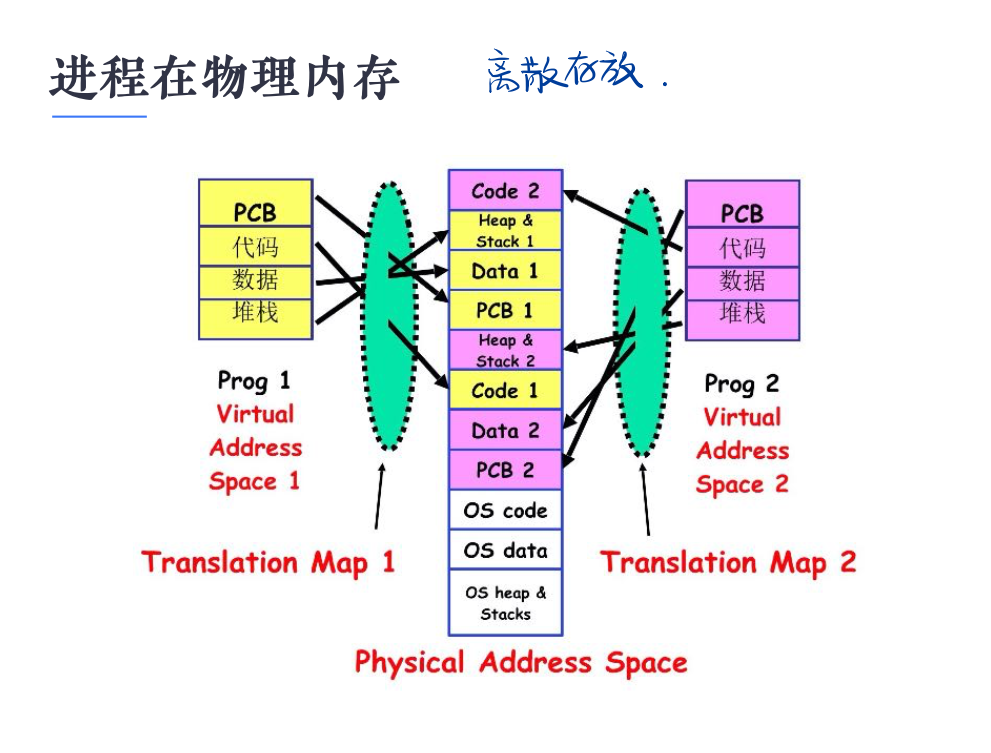 进程在物理内存
离散存放.
PCB
代码
数据
堆栈
Prog 1
Virtual
Address
Space 1
Translation Map 1
Code 2
Heap &
Stack 1
Data 1
PCB 1
Heap &
Stack 2
Code 1
Data 2
PCB 2
OS code
OS data
OS heap &
Stacks
PCB
代码
数据
堆栈
Prog 2
Virtual
Address
Space 2
Translation Map 2
Physical Address Space